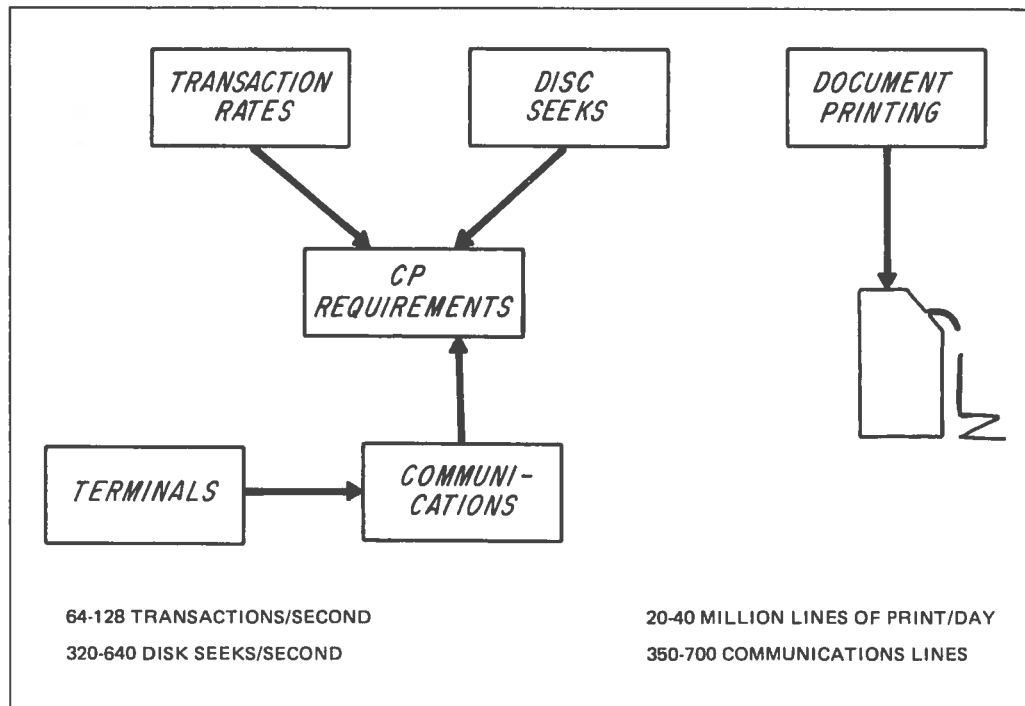 TRANSACTION
RATES
DISC
SEEKS
DOCUMENT
PRINTING
CP
REQUIREMENTS
TERMINALS
COMMUNI-
CATIONS
64-128 TRANSACTIONS/SECOND
320-640 DISK SEEKS/SECOND
20-40 MILLION LINES OF PRINT/DAY
350-700 COMMUNICATIONS LINES